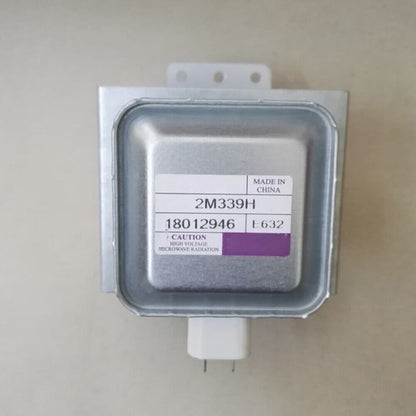 MADE IN
CHINA
2M339H
18012946 E632
CAUTION
HIGH VOLTAGE
MICROWAVE RADIATION